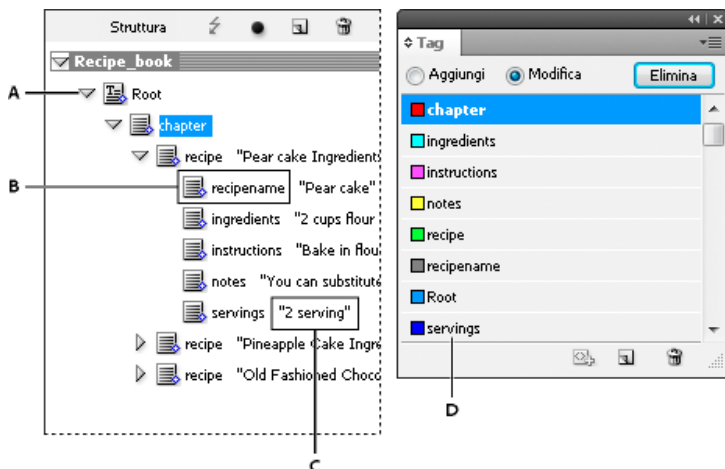 Struttura
Recipe_book
A
Root
chapter
recipe "Pear cake Ingredients
B
recipename "Pear cake"
ingredients "2 cups flour
instructions "Bake in flou
notes "You can substitute
servings "2 serving"
recipe "Pineapple Cake Ingre
recipe "Old Fashioned Choco
C
Tag
Aggiungi
Modifica
Elimina
chapter
ingredients
instructions
notes
recipe
recipename
Root
servings
D